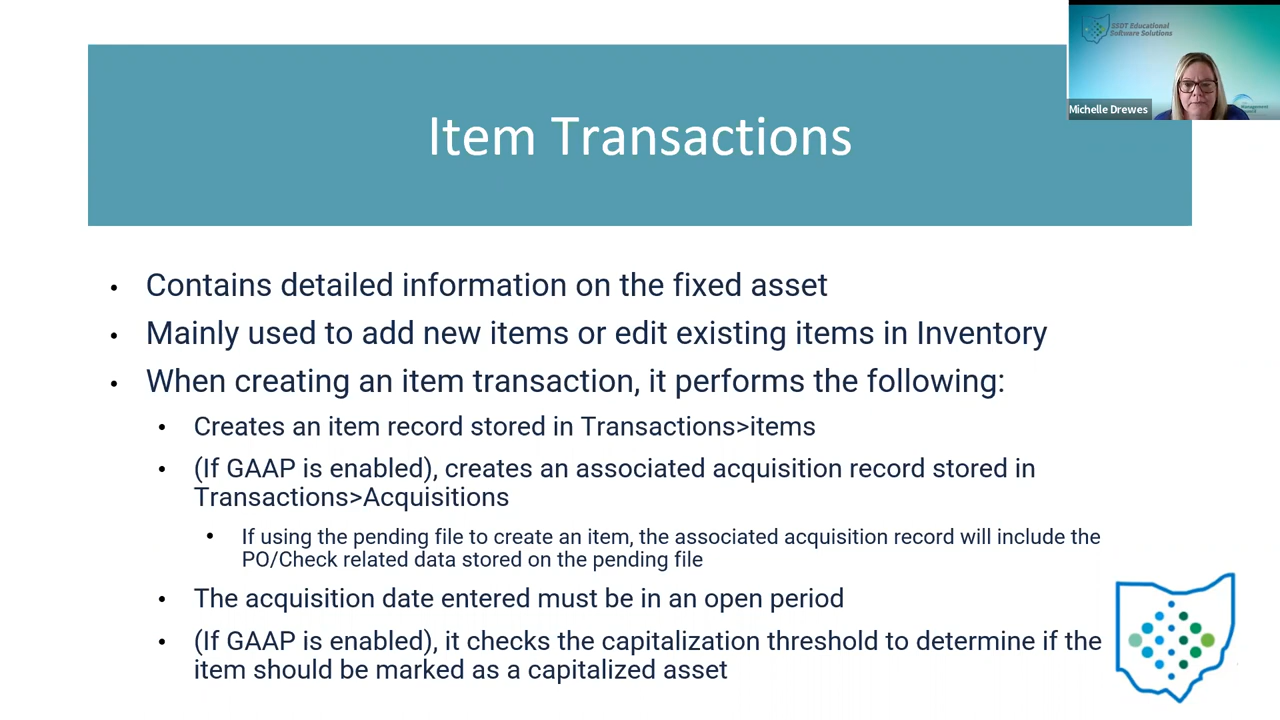 SSDT Educational
Software Solutions
Michelle Drewes
Management
Item Transactions
Contains detailed information on the fixed asset
Mainly used to add new items or edit existing items in Inventory
When creating an item transaction, it performs the following:
Creates an item record stored in Transactions>items
(If GAAP is enabled), creates an associated acquisition record stored in
Transactions>Acquisitions
If using the pending file to create an item, the associated acquisition record will include the
PO/Check related data stored on the pending file
The acquisition date entered must be in an open period
(If GAAP is enabled), it checks the capitalization threshold to determine if the
item should be marked as a capitalized asset